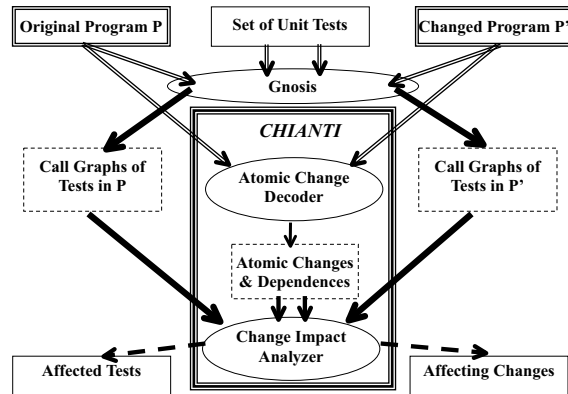 Original Program P
Set of Unit Tests
Changed Program P’
Gnosis
CHIANTI
Call Graphs of
Tests in P
Atomic Change
Decoder
Call Graphs of
Tests in P’
Atomic Changes
& Dependences
Change Impact
Analyzer
Affected Tests
Affecting Changes